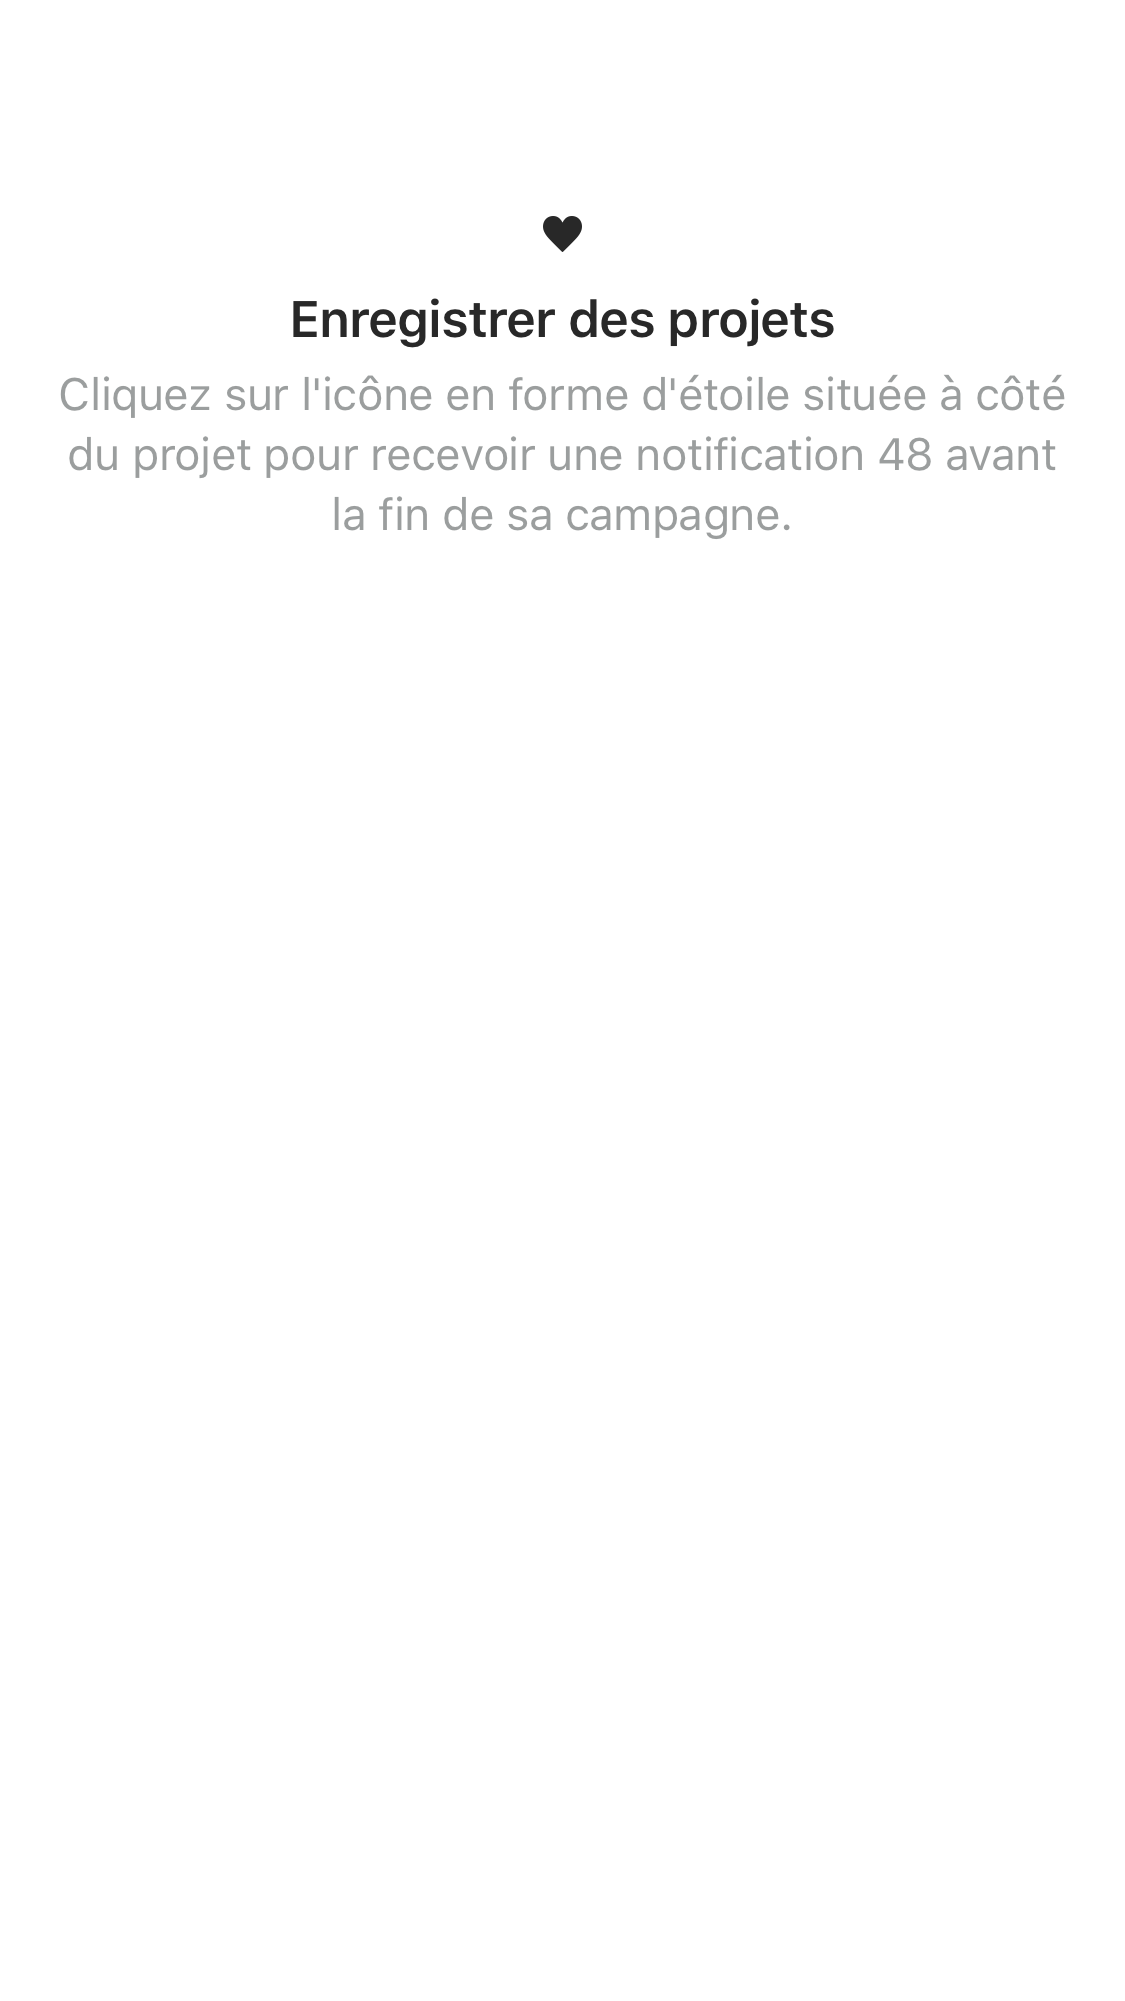 Enregistrer des projets
Cliquez sur l'icône en forme d'étoile située à côté
du projet pour recevoir une notification 48 avant
la fin de sa campagne.